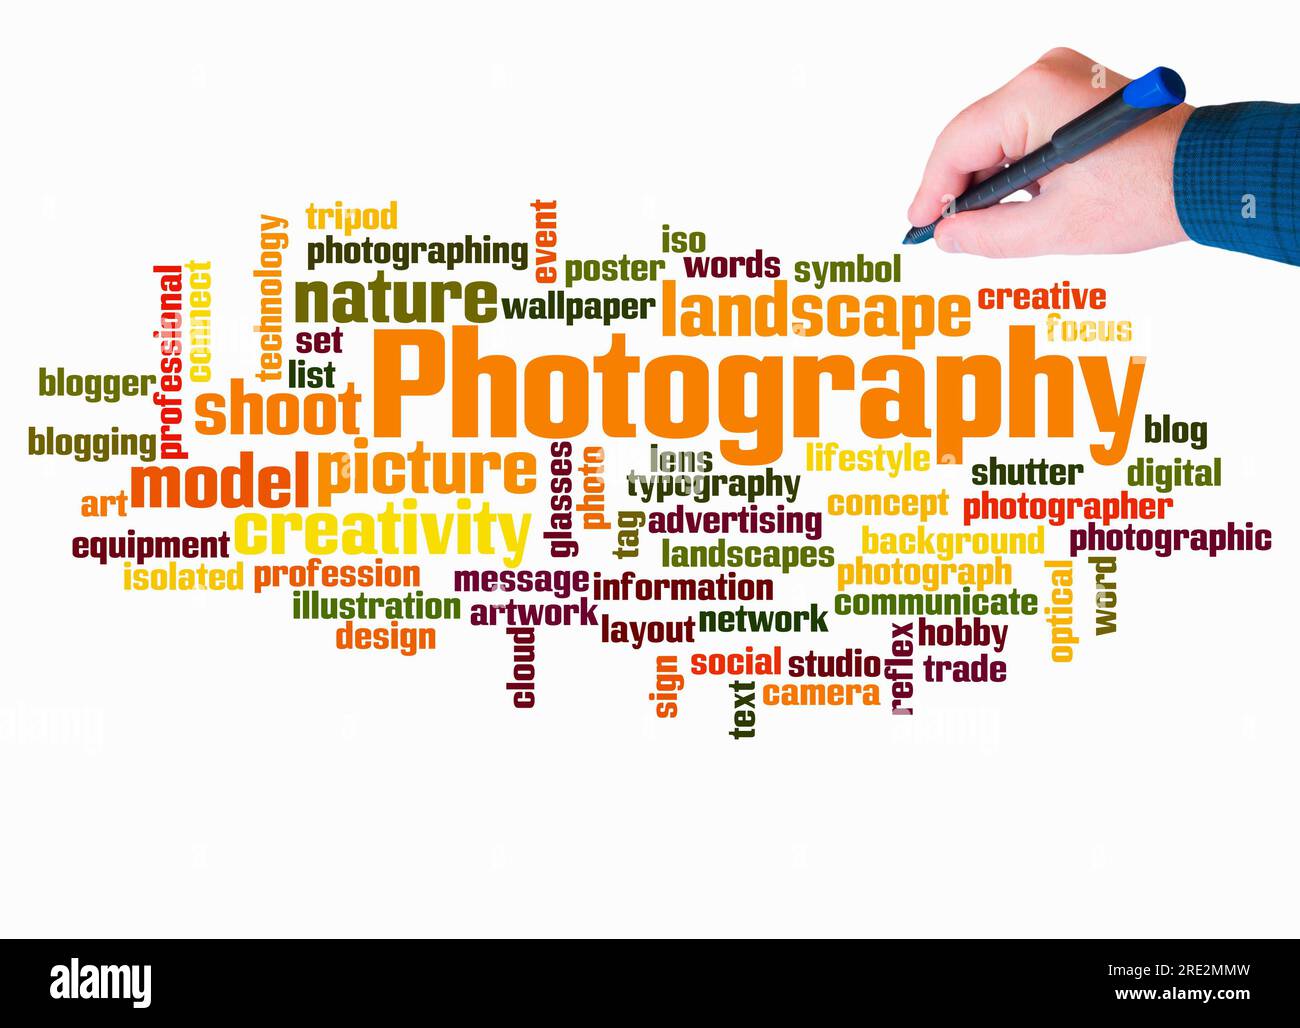 tripod
photographing
event
iso
poster
words
symbol
technology
professional
connect
nature
wallpaper
landscape
creative
focus
set
list
Photography
blogger
shoot
blogging
blog
model
picture
lens
lifestyle
shutter
digital
art
glasses
photo
typography
concept
photographer
creativity
tag
advertising
background
photographic
equipment
landscapes
isolated
profession
message
information
photograph
optical
word
illustration
artwork
layout
network
communicate
design
cloud
reflex
hobby
sign
social
studio
trade
text
camera
alamy
Image ID: 2RE2MMW
www.alamy.com